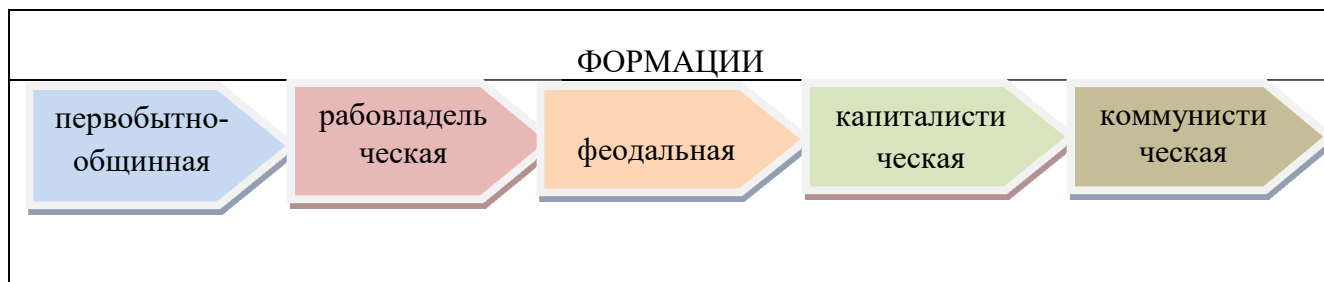 ФОРМАЦИИ
первобытно-
общинная
рабовладель
ческая
феодальная
капиталисти
ческая
коммунисти
ческая